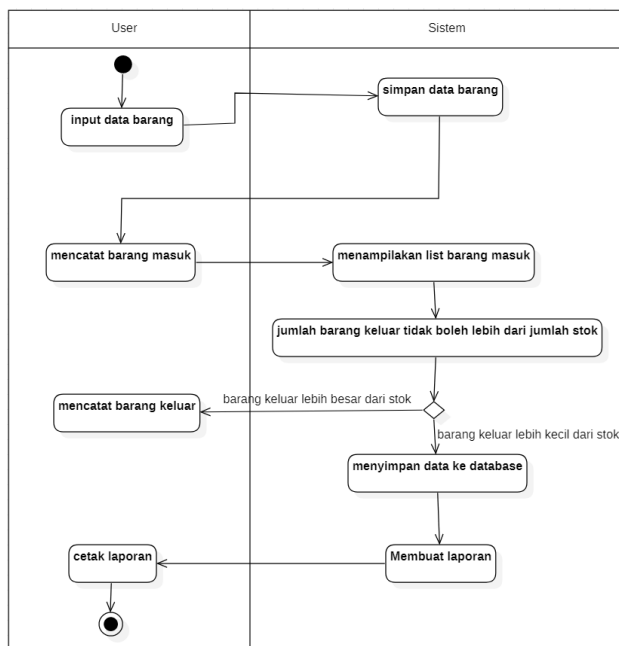 User
Sistem
input data barang
simpan data barang
mencatat barang masuk
menampilakan list barang masuk
jumlah barang keluar tidak boleh lebih dari jumlah stok
mencatat barang keluar
barang keluar lebih besar dari stok
barang keluar lebih kecil dari stok
menyimpan data ke database
cetak laporan
Membuat laporan